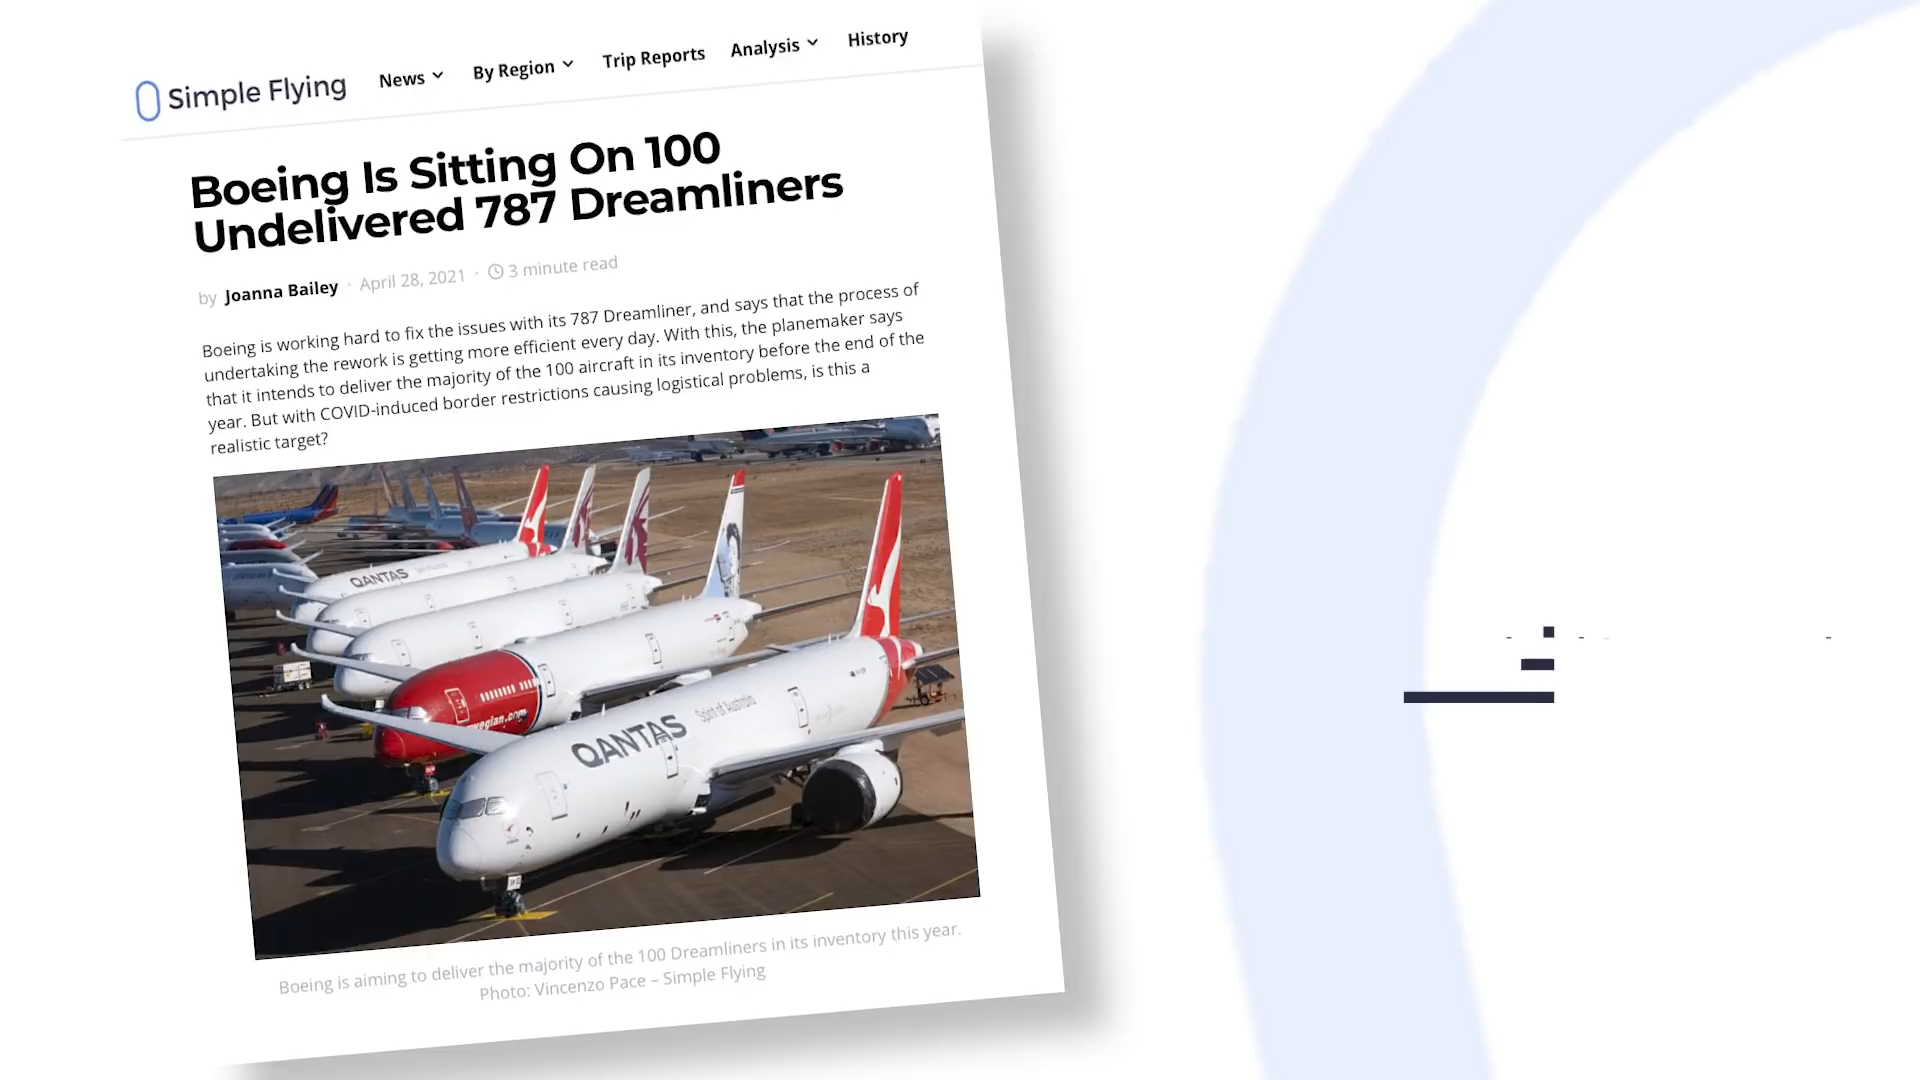 Simple Flying
News
By Region
Trip Reports
Analysis
History
Boeing Is Sitting On 100
Undelivered 787 Dreamliners
by Joanna Bailey · April 28, 2021 · 3 minute read
Boeing is working hard to fix the issues with its 787 Dreamliner, and says that the process of
undertaking the rework is getting more efficient every day. With this, the planemaker says
that it intends to deliver the majority of the 100 aircraft in its inventory before the end of the
year. But with COVID-induced border restrictions causing logistical problems, is this a
realistic target?
QANTAS
QANTAS
Spirit of Australia
Boeing is aiming to deliver the majority of the 100 Dreamliners in its inventory this year.
Photo: Vincenzo Pace – Simple Flying